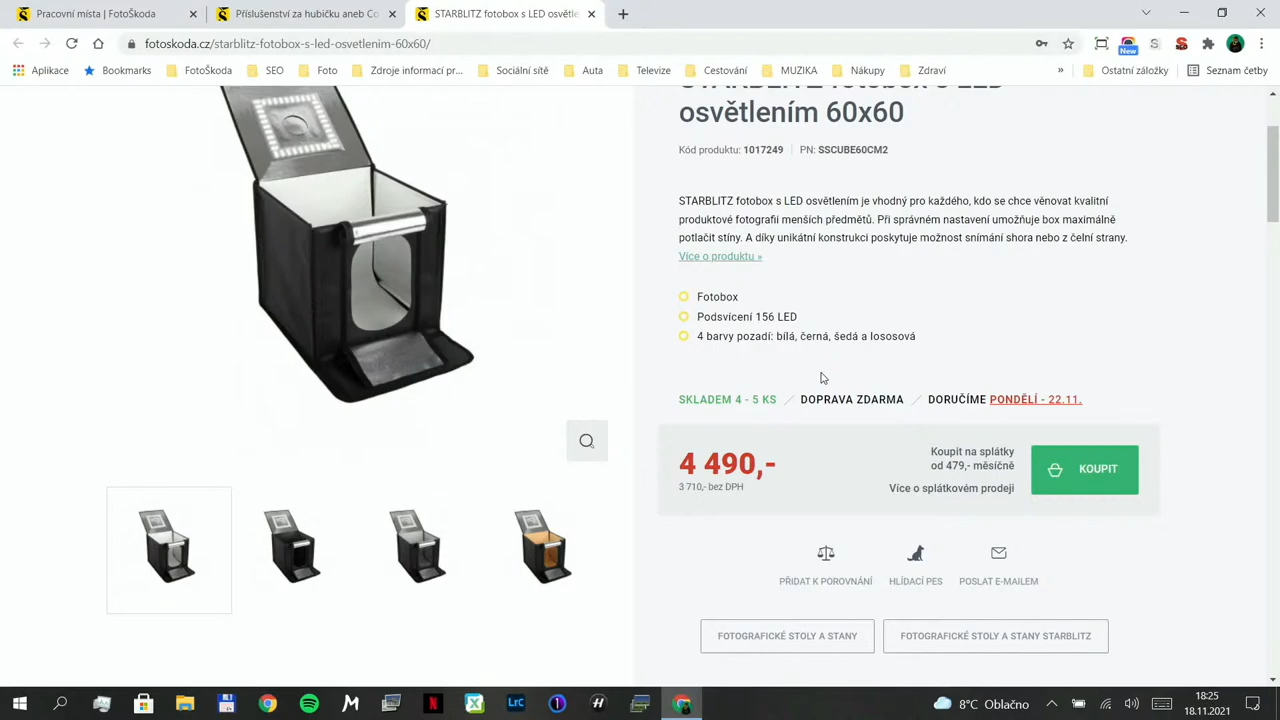 Pracovní místa | FotoŠkoda
Příslušenství za hubičku aneb Co
STARBLITZ fotobox s LED osvětle
fotoskoda.cz/starblitz-fotobox-s-led-osvetlenim-60x60/
New
Aplikace
Bookmarks
FotoŠkoda
SEO
Foto
Zdroje informací pr...
Sociální sítě
Auta
Televize
Cestování
MUZIKA
Nákupy
Zdraví
»
Ostatní záložky
Seznam četby
STARBLITZ fotobox s LED
osvětlením 60x60
Kód produktu: 1017249
PN: SSCUBE60CM2
STARBLITZ fotobox s LED osvětlením je vhodný pro každého, kdo se chce věnovat kvalitní
produktové fotografii menších předmětů. Při správném nastavení umožňuje box maximálně
potlačit stíny. A díky unikátní konstrukci poskytuje možnost snímání shora nebo z čelní strany.
Více o produktu »
Fotobox
Podsvícení 156 LED
4 barvy pozadí: bílá, černá, šedá a lososová
SKLADEM 4 - 5 KS
DOPRAVA ZDARMA
DORUČÍME PONDĚLÍ - 22.11.
4 490,-
3 710,- bez DPH
Koupit na splátky
od 479,- měsíčně
Více o splátkovém prodeji
KOUPIT
PŘIDAT K POROVNÁNÍ
HLÍDACÍ PES
POSLAT E-MAILEM
FOTOGRAFICKÉ STOLY A STANY
FOTOGRAFICKÉ STOLY A STANY STARBLITZ
Lrc
8°C Oblačno
18:25
18.11.2021